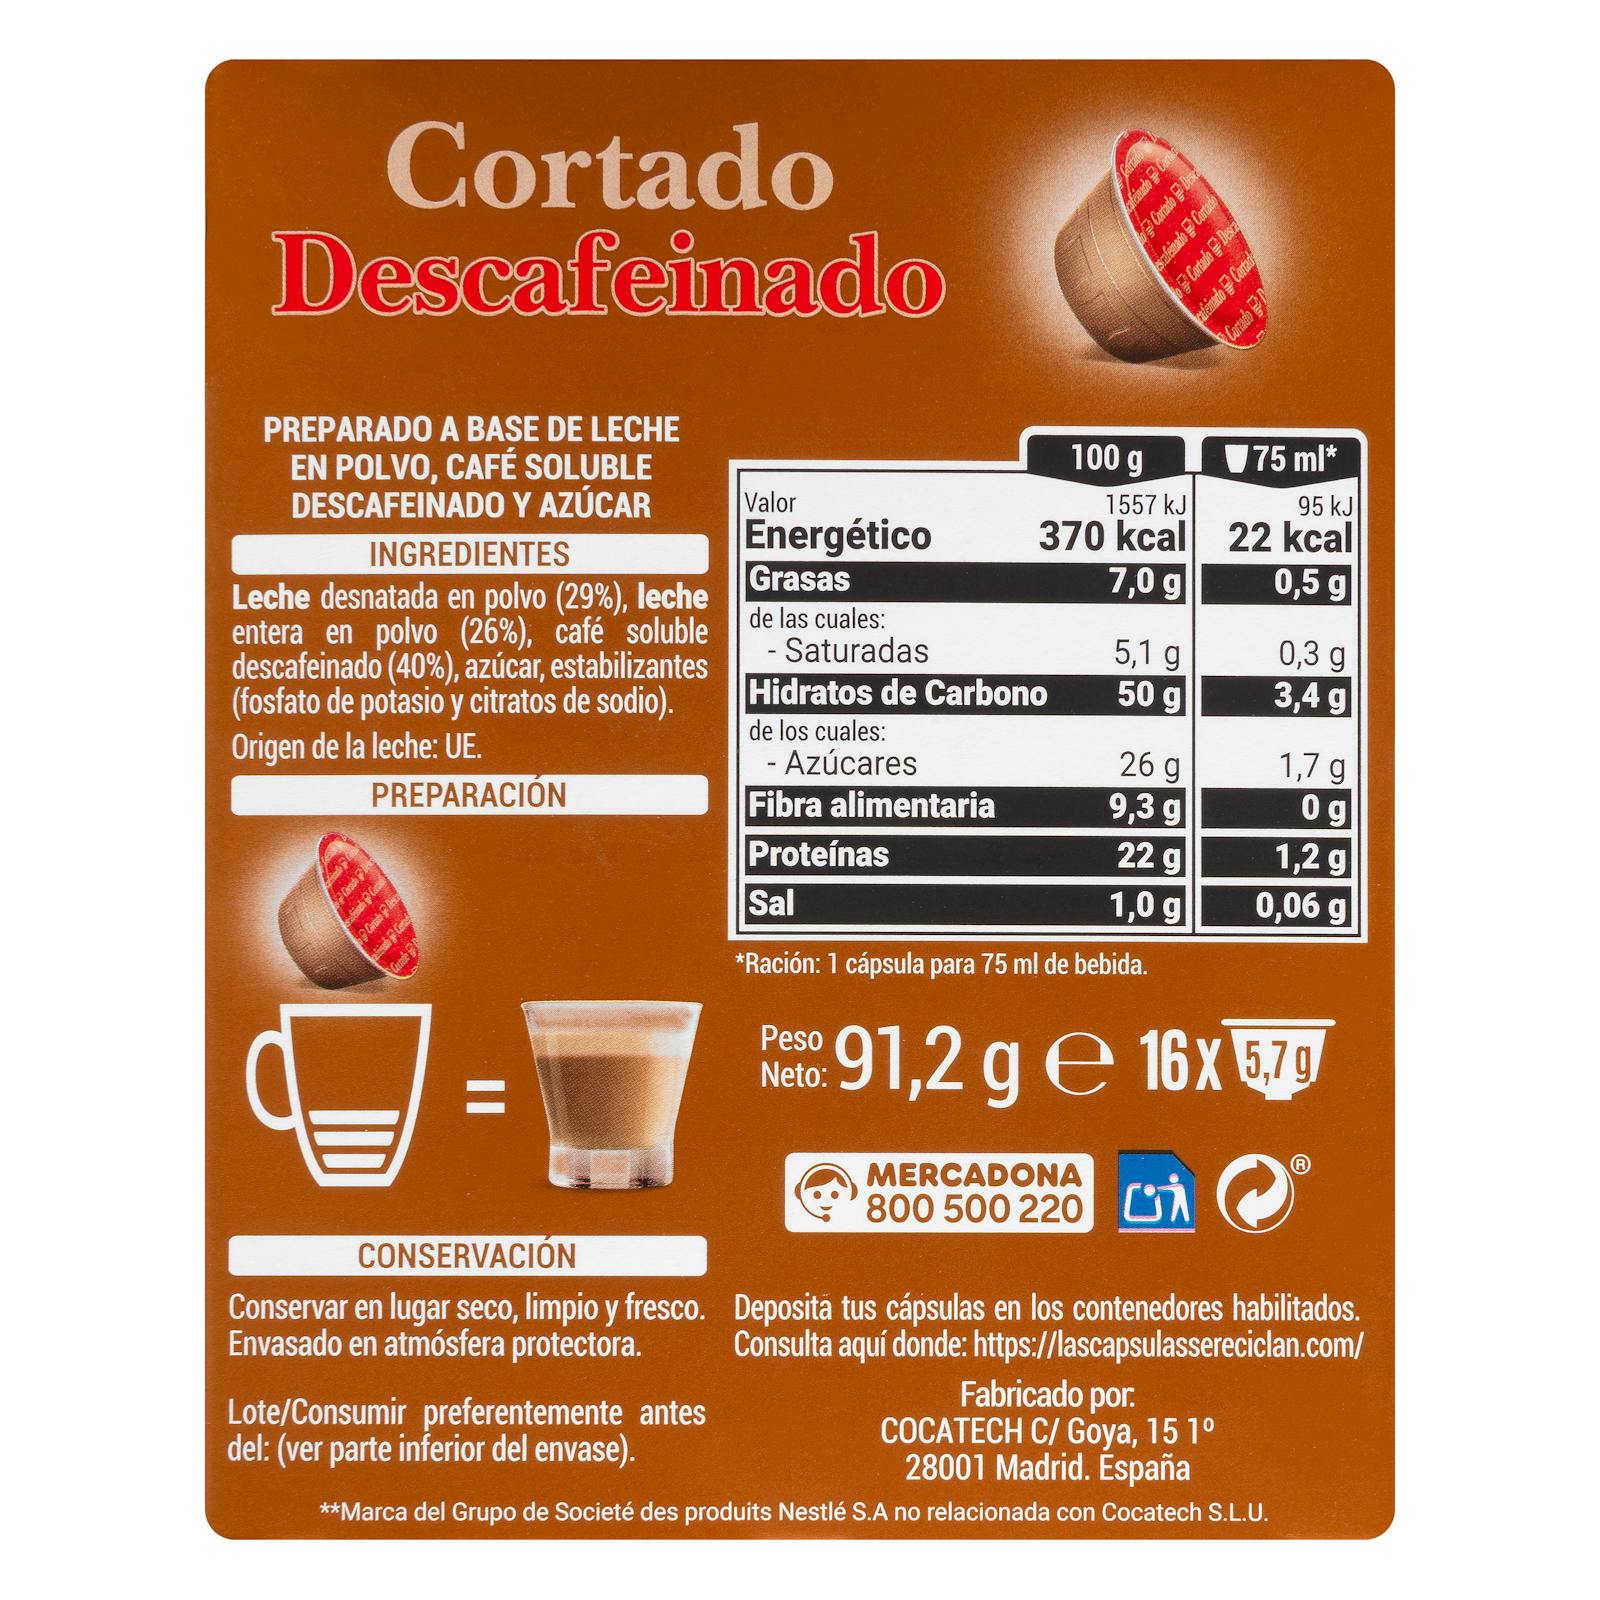 Cortado
Descafeinado
PREPARADO A BASE DE LECHE
EN POLVO, CAFÉ SOLUBLE
DESCAFEINADO Y AZÚCAR
INGREDIENTES
Leche desnatada en polvo (29%), leche
entera en polvo (26%), café soluble
descafeinado (40%), azúcar, estabilizantes
(fosfato de potasio y citratos de sodio).
Origen de la leche: UE.
PREPARACIÓN
=
CONSERVACIÓN
Conservar en lugar seco, limpio y fresco.
Envasado en atmósfera protectora.
Lote/Consumir preferentemente antes
del: (ver parte inferior del envase).
100 g 75 ml*
Valor 1557 kJ 95 kJ
Energético 370 kcal 22 kcal
Grasas 7,0 g 0,5 g
de las cuales:
- Saturadas 5,1 g 0,3 g
Hidratos de Carbono 50 g 3,4 g
de los cuales:
- Azúcares 26 g 1,7 g
Fibra alimentaria 9,3 g 0 g
Proteínas 22 g 1,2 g
Sal 1,0 g 0,06 g
*Ración: 1 cápsula para 75 ml de bebida.
Peso
Neto: 91,2 g ℮ 16x 5,7 g
MERCADONA
800 500 220
®
Deposita tus cápsulas en los contenedores habilitados.
Consulta aquí donde: https://lascapsulassereciclan.com/
Fabricado por:
COCATECH C/ Goya, 15 1º
28001 Madrid. España
**Marca del Grupo de Societé des produits Nestlé S.A no relacionada con Cocatech S.L.U.